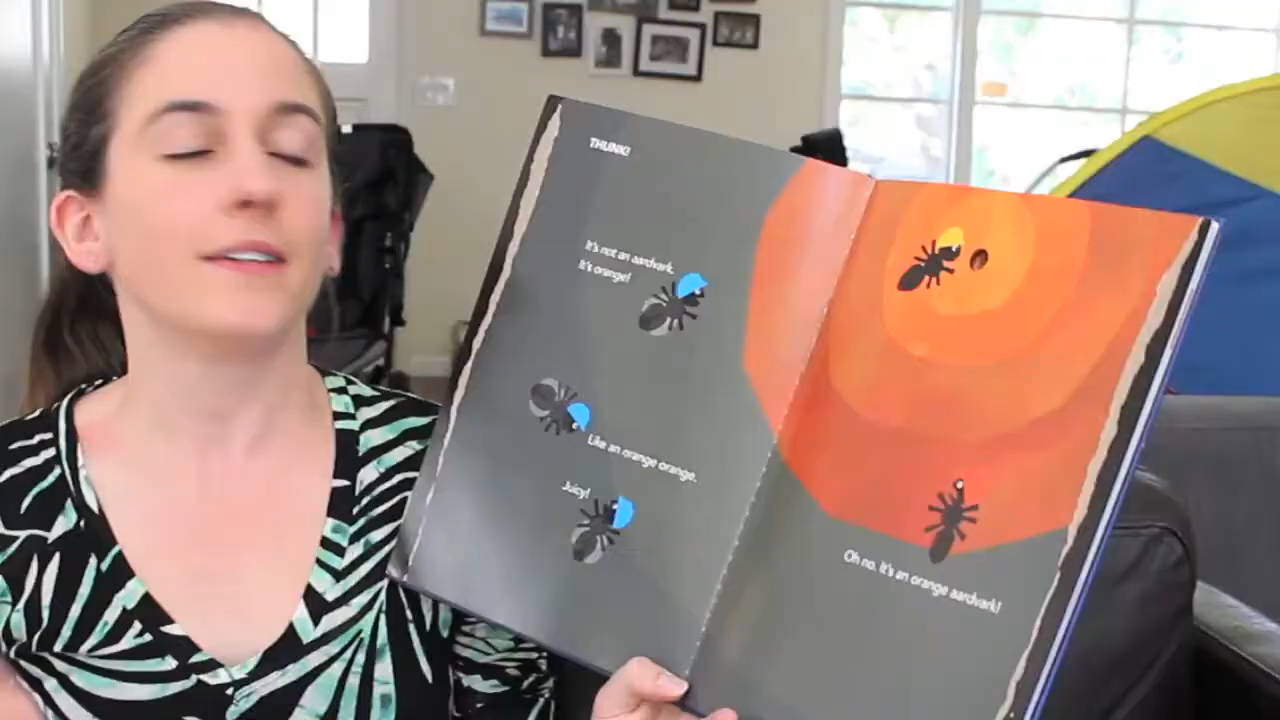 THUNK!
It's not an aardvark.
It's orange!
Like an orange orange.
Juicy!
Oh no. It's an orange aardvark!